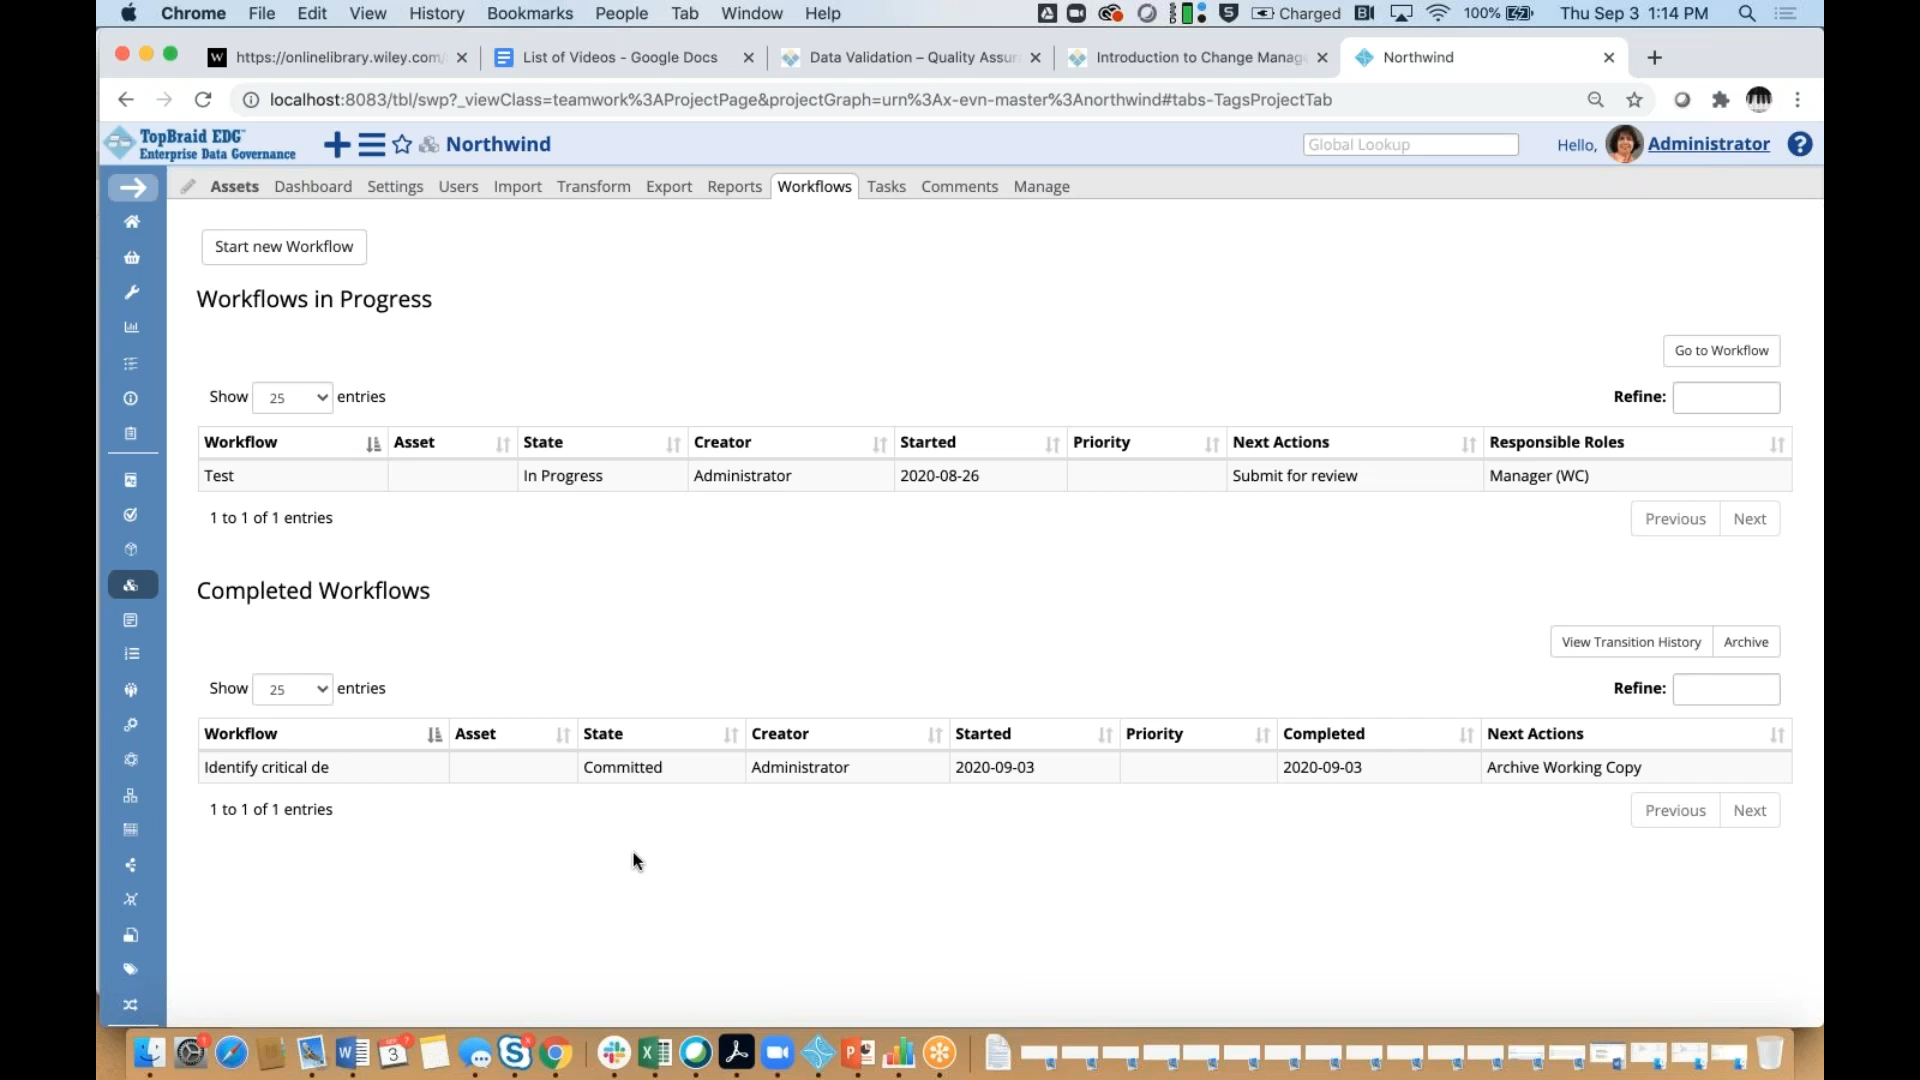 Chrome File Edit View History Bookmarks People Tab Window Help Charged 100% Thu Sep 3 1:14 PM
https://onlinelibrary.wiley.com/ List of Videos - Google Docs Data Validation – Quality Assur Introduction to Change Manag Northwind
localhost:8083/tbl/swp?_viewClass=teamwork%3AProjectPage&projectGraph=urn%3Ax-evn-master%3Anorthwind#tabs-TagsProjectTab
TopBraid EDG
Enterprise Data Governance
Northwind Global Lookup Hello, Administrator
Assets Dashboard Settings Users Import Transform Export Reports Workflows Tasks Comments Manage
Start new Workflow
Workflows in Progress
Go to Workflow
Show 25 entries Refine:
Workflow Asset State Creator Started Priority Next Actions Responsible Roles
Test In Progress Administrator 2020-08-26 Submit for review Manager (WC)
1 to 1 of 1 entries Previous Next
Completed Workflows
View Transition History Archive
Show 25 entries Refine:
Workflow Asset State Creator Started Priority Completed Next Actions
Identify critical de Committed Administrator 2020-09-03 2020-09-03 Archive Working Copy
1 to 1 of 1 entries Previous Next